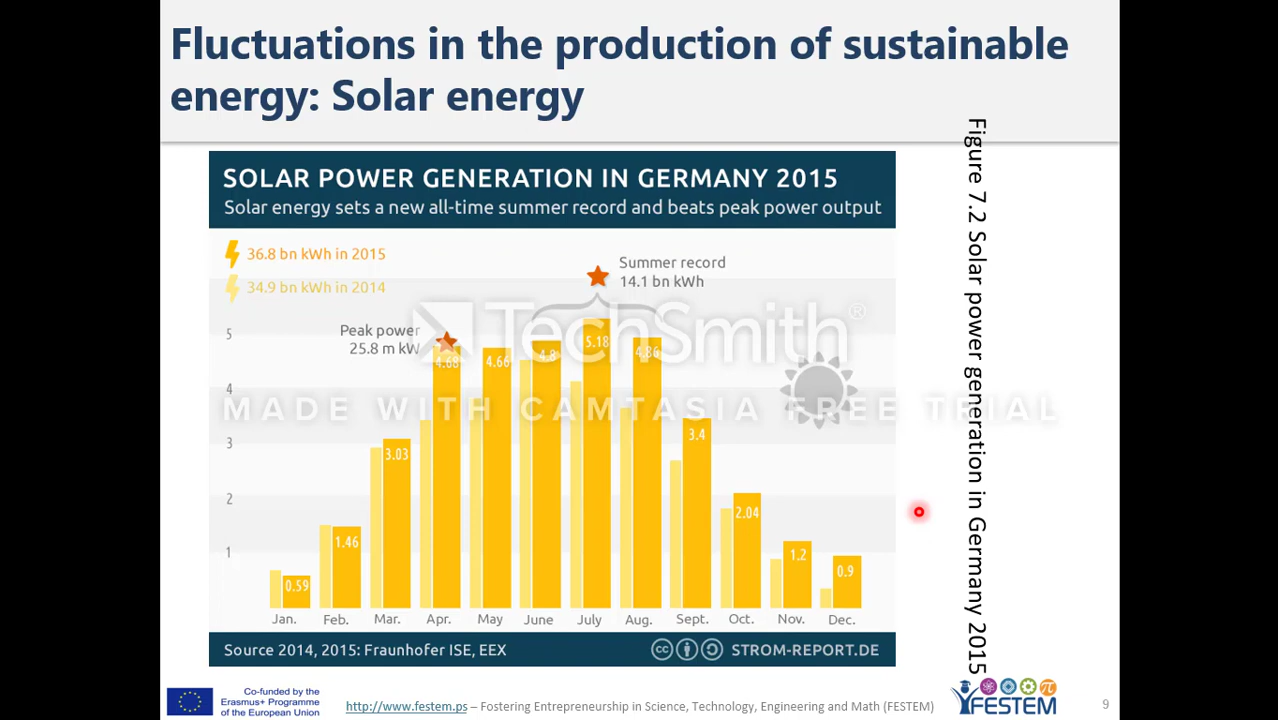 Fluctuations in the production of sustainable
energy: Solar energy
SOLAR POWER GENERATION IN GERMANY 2015
Solar energy sets a new all-time summer record and beats peak power output
36.8 bn kWh in 2015
34.9 bn kWh in 2014
Summer record
14.1 bn kWh
Peak power
25.8 m kW
TechSmith®
MADE WITH CAMTASIA FREE TRIAL
5
4
3
2
1
0.59
1.46
3.03
4.68
4.66
4.8
5.18
4.86
3.4
2.04
1.2
0.9
Jan. Feb. Mar. Apr. May June July Aug. Sept. Oct. Nov. Dec.
Source 2014, 2015: Fraunhofer ISE, EEX
cc
STROM-REPORT.DE
Figure 7.2 Solar power generation in Germany 2015
Co-funded by the
Erasmus+ Programme
of the European Union
http://www.festem.ps – Fostering Entrepreneurship in Science, Technology, Engineering and Math (FESTEM)
FESTEM
π
9